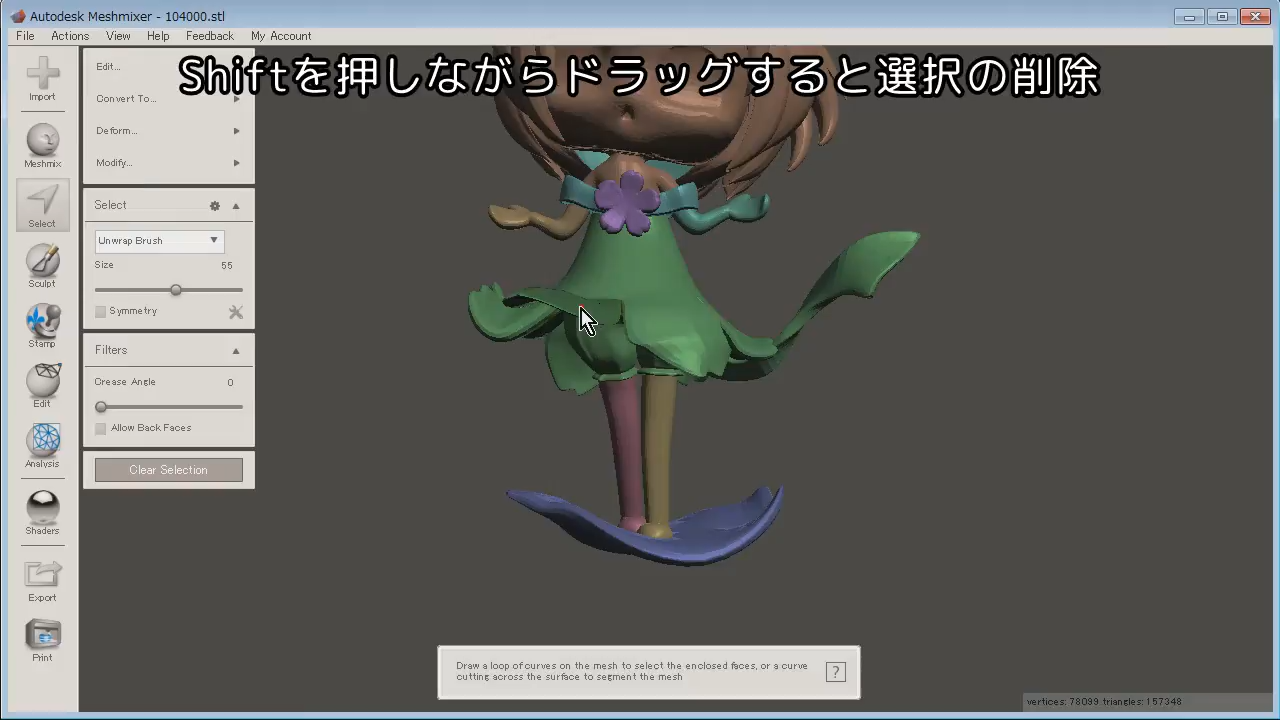 Autodesk Meshmixer - 104000.stl
File Actions View Help Feedback My Account
Shiftを押しながらドラッグすると選択の削除
Import
Meshmix
Select
Sculpt
Stamp
Edit
Analysis
Shaders
Export
Print
Edit...
Convert To...
Deform...
Modify...
Select
Unwrap Brush
Size 55
Symmetry
Filters
Crease Angle 0
Allow Back Faces
Clear Selection
Draw a loop of curves on the mesh to select the enclosed faces, or a curve
cutting across the surface to segment the mesh
?
vertices: 78099 triangles: 157348